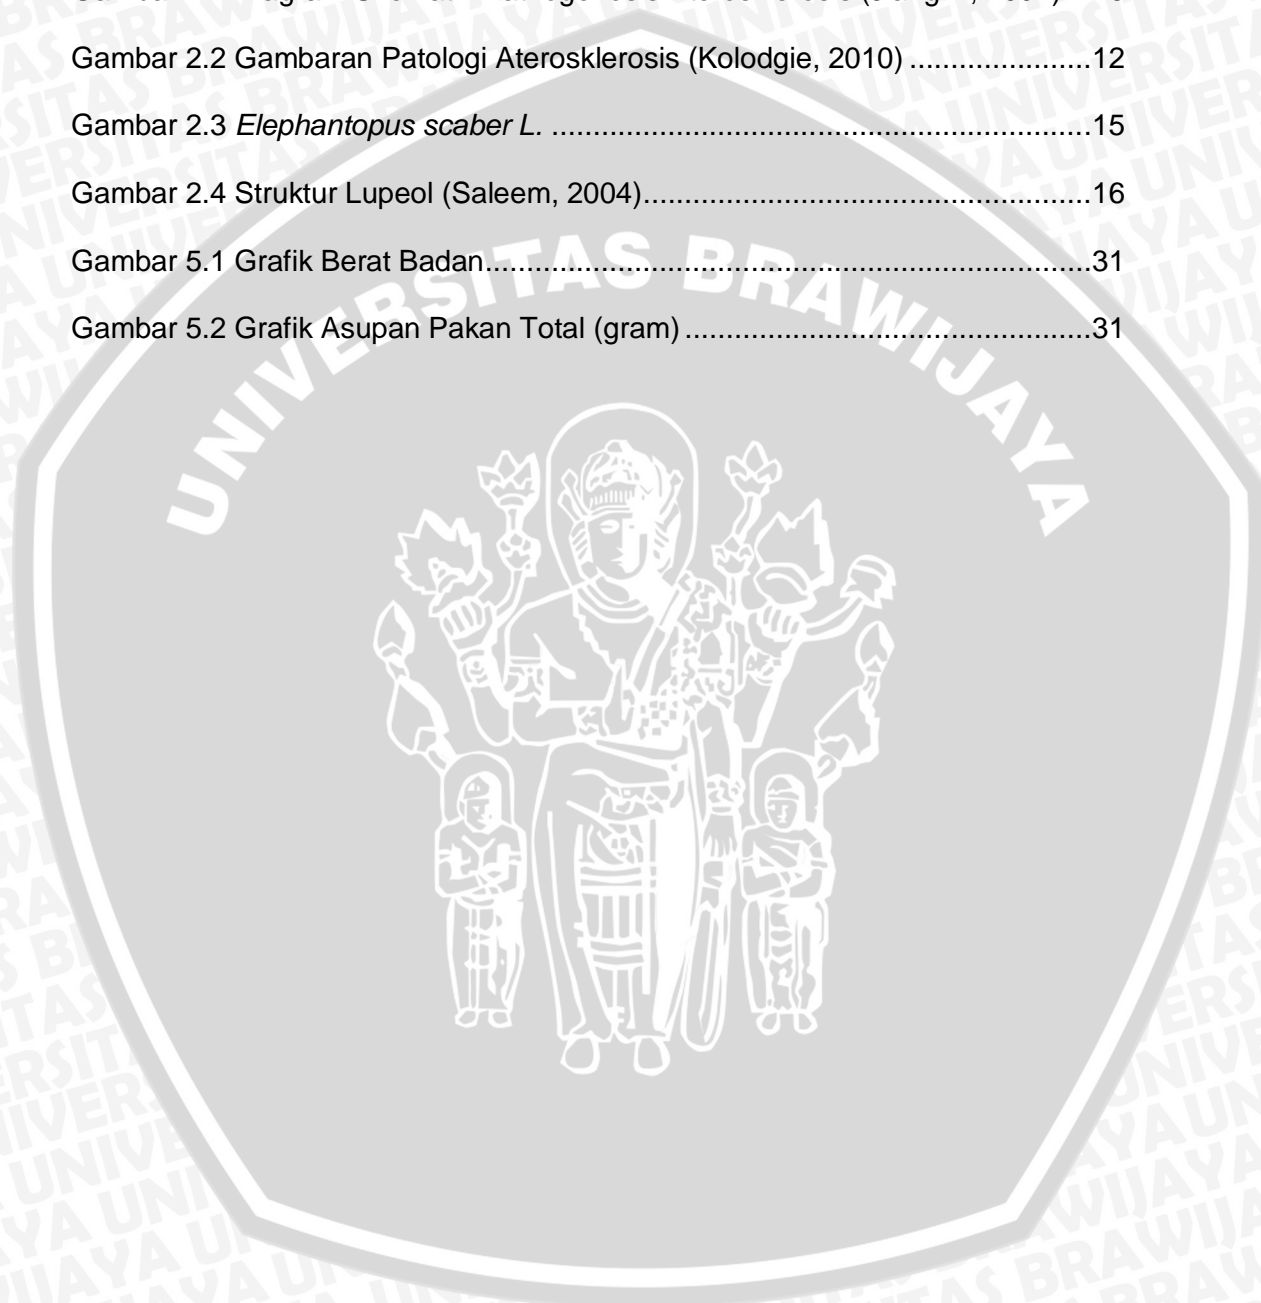 Gambar 2.2 Gambaran Patologi Aterosklerosis (Kolodgie, 2010) .....................12
Gambar 2.3 Elephantopus scaber L. ..................................................................15
Gambar 2.4 Struktur Lupeol (Saleem, 2004).......................................................16
Gambar 5.1 Grafik Berat Badan..........................................................................31
Gambar 5.2 Grafik Asupan Pakan Total (gram) ..................................................31
UNIVERSITAS BRAWIJAYA